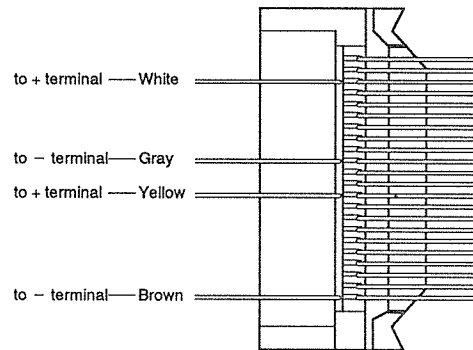 to + terminal — White
to − terminal — Gray
to + terminal — Yellow
to − terminal — Brown